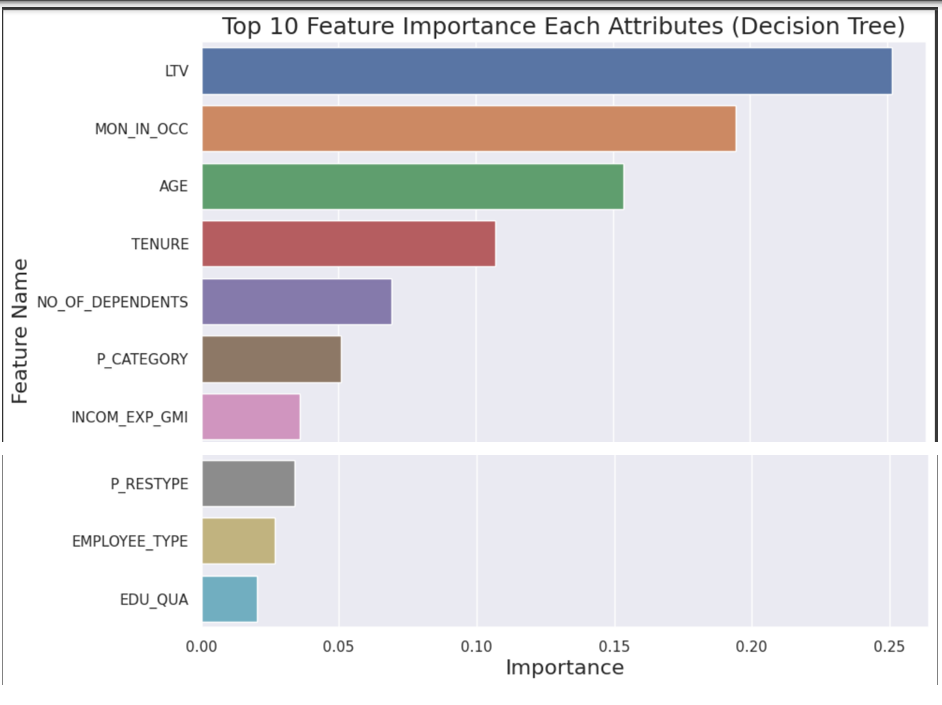 Top 10 Feature Importance Each Attributes (Decision Tree)
LTV
MON_IN_OCC
AGE
TENURE
NO_OF_DEPENDENTS
P_CATEGORY
INCOM_EXP_GMI
P_RESTYPE
EMPLOYEE_TYPE
EDU_QUA
Feature Name
0.00 0.05 0.10 0.15 0.20 0.25
Importance